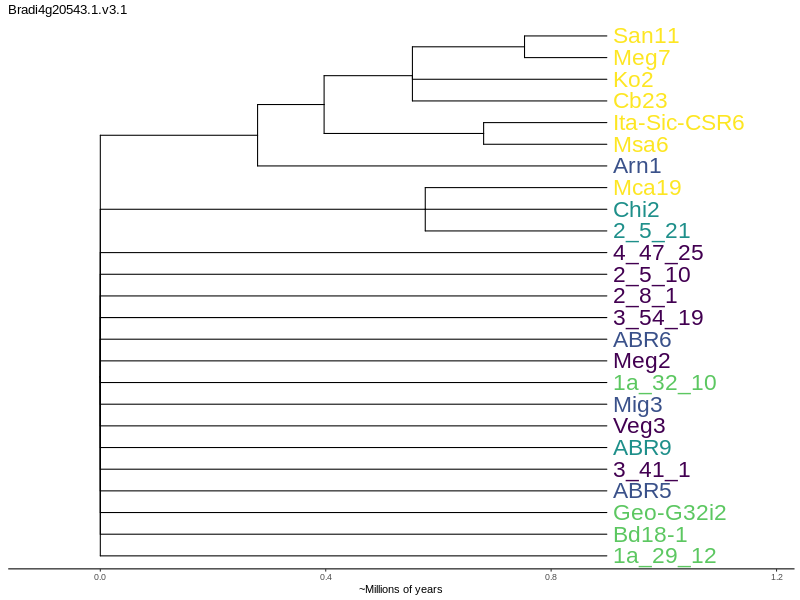 Bradi4g20543.1.v3.1
San11
Meg7
Ko2
Cb23
Ita-Sic-CSR6
Msa6
Arn1
Mca19
Chi2
2_5_21
4_47_25
2_5_10
2_8_1
3_54_19
ABR6
Meg2
1a_32_10
Mig3
Veg3
ABR9
3_41_1
ABR5
Geo-G32i2
Bd18-1
1a_29_12
0.0 0.4 0.8 1.2
~Millions of years